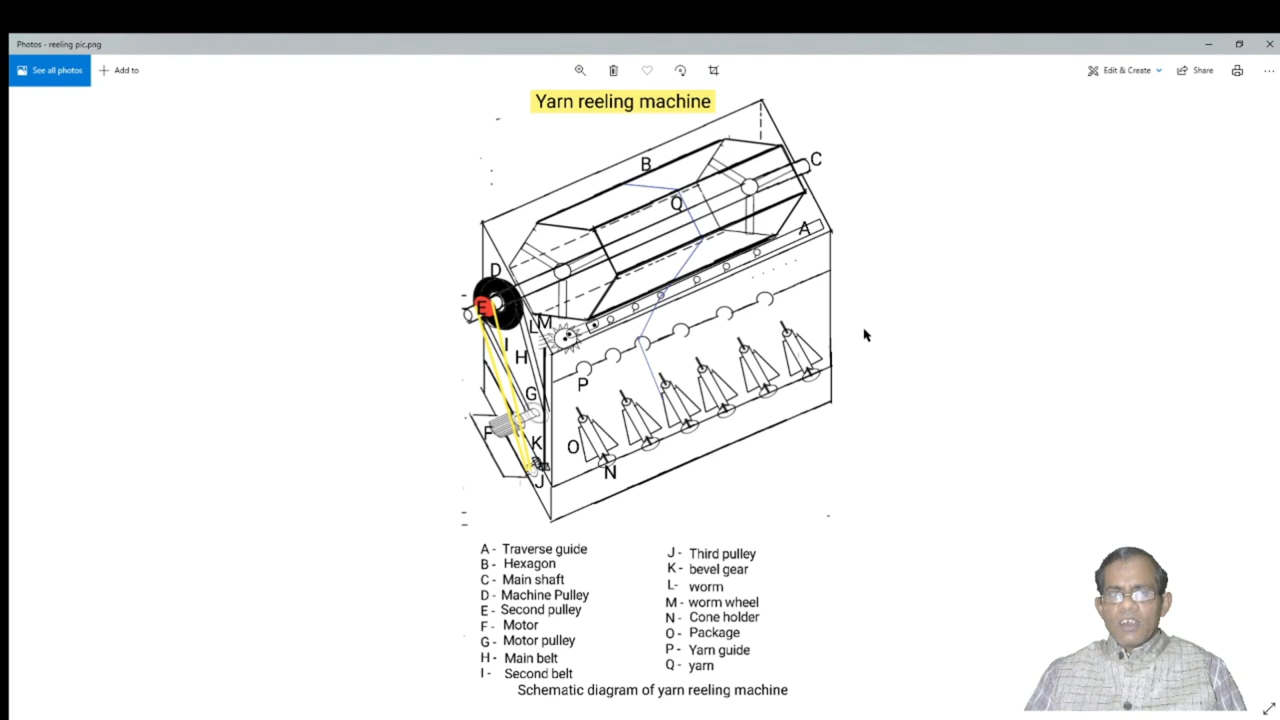 Photos - reeling pic.png
See all photos
Add to
Edit & Create
Share
Yarn reeling machine
B
C
Q
A
D
E
L M
I
H
P
G
F
K
O
J
N
A - Traverse guide
B - Hexagon
C - Main shaft
D - Machine Pulley
E - Second pulley
F - Motor
G - Motor pulley
H - Main belt
I - Second belt
J - Third pulley
K - bevel gear
L - worm
M - worm wheel
N - Cone holder
O - Package
P - Yarn guide
Q - yarn
Schematic diagram of yarn reeling machine